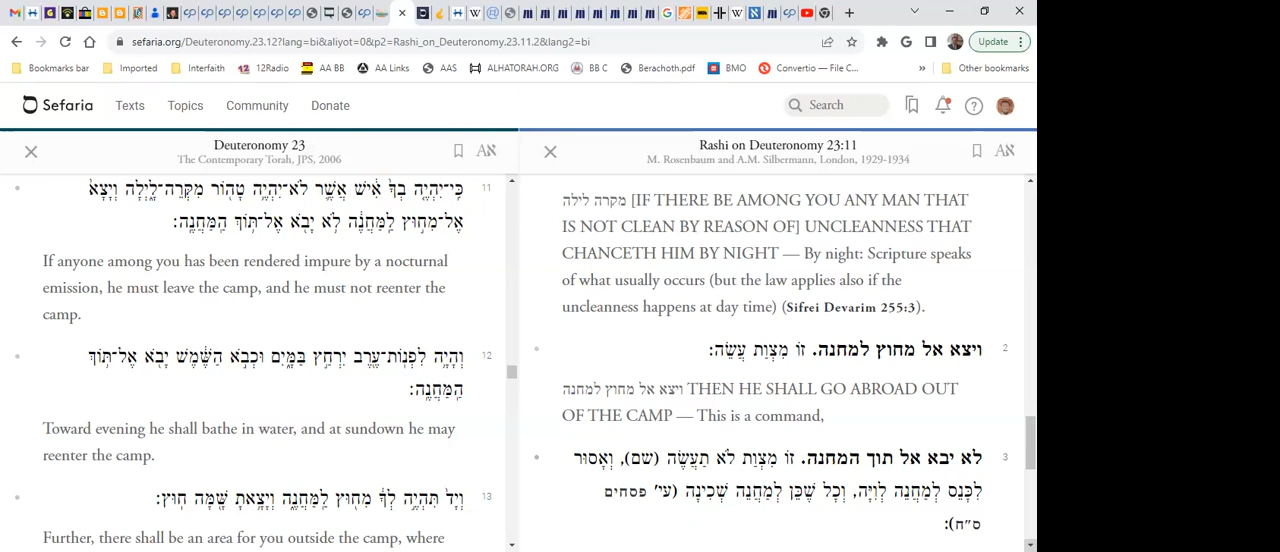 sefaria.org/Deuteronomy.23.12?lang=bi&aliyot=0&p2=Rashi_on_Deuteronomy.23.11.2&lang2=bi
Update
Bookmarks bar Imported Interfaith 12Radio AA BB AA Links AAS ALHATORAH.ORG BB C Berachoth.pdf BMO Convertio — File C... » Other bookmarks
Sefaria Texts Topics Community Donate Search
Deuteronomy 23
The Contemporary Torah, JPS, 2006
11
כִּֽי־יִהְיֶ֤ה בְךָ֙ אִ֔ישׁ אֲשֶׁ֛ר לֹא־יִהְיֶ֥ה טָה֖וֹר מִקְּרֵה־לָ֑יְלָה וְיָצָא֙
אֶל־מִח֣וּץ לַֽמַּחֲנֶ֔ה לֹ֥א יָבֹ֖א אֶל־תּ֥וֹךְ הַֽמַּחֲנֶֽה׃
If anyone among you has been rendered impure by a nocturnal
emission, he must leave the camp, and he must not reenter the
camp.
12
וְהָיָ֥ה לִפְנֽוֹת־עֶ֖רֶב יִרְחַ֣ץ בַּמָּ֑יִם וּכְבֹ֣א הַשֶּׁ֔מֶשׁ יָבֹ֖א אֶל־תּ֥וֹךְ
הַֽמַּחֲנֶֽה׃
Toward evening he shall bathe in water, and at sundown he may
reenter the camp.
13
וְיָד֙ תִּהְיֶ֣ה לְךָ֔ מִח֖וּץ לַֽמַּחֲנֶ֑ה וְיָצָ֥אתָ שָׁ֖מָּה חֽוּץ׃
Further, there shall be an area for you outside the camp, where
Rashi on Deuteronomy 23:11
M. Rosenbaum and A.M. Silbermann, London, 1929-1934
מקרה לילה [IF THERE BE AMONG YOU ANY MAN THAT
IS NOT CLEAN BY REASON OF] UNCLEANNESS THAT
CHANCETH HIM BY NIGHT — By night: Scripture speaks
of what usually occurs (but the law applies also if the
uncleanness happens at day time) (Sifrei Devarim 255:3).
2
ויצא אל מחוץ למחנה. זוֹ מִצְוַת עֲשֵׂה:
ויצא אל מחוץ למחנה THEN HE SHALL GO ABROAD OUT
OF THE CAMP — This is a command,
3
לא יבא אל תוך המחנה. זוֹ מִצְוַת לֹא תַעֲשֶׂה (שם), וְאָסוּר
לִכָּנֵס לְמַחֲנֵה לְוִיָּה, וְכָל שֶׁכֵּן לְמַחֲנֵה שְׁכִינָה (עי' פסחים
ס"ח):